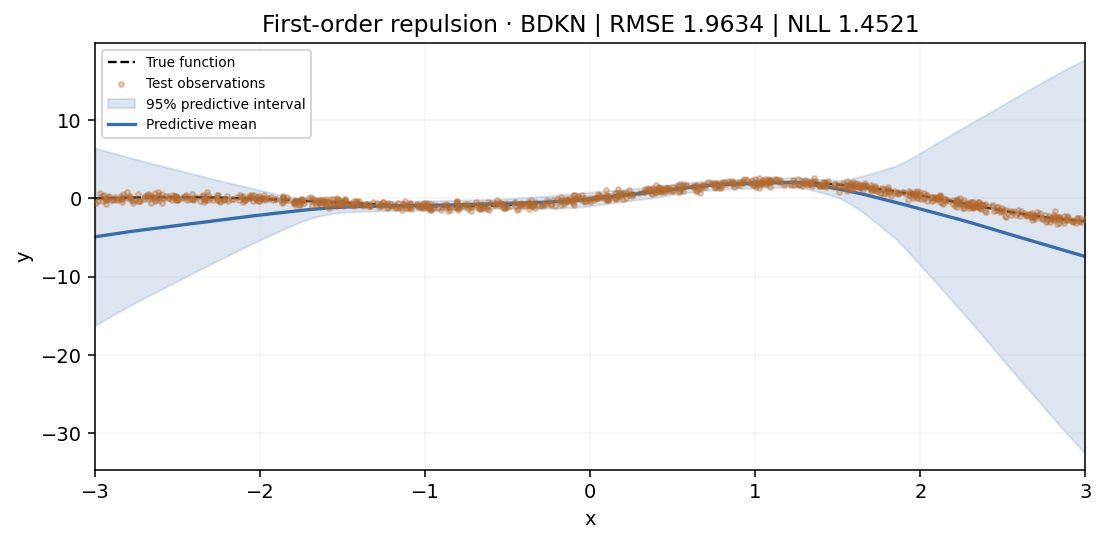 First-order repulsion · BDKN | RMSE 1.9634 | NLL 1.4521
True function
Test observations
95% predictive interval
Predictive mean
10
0
−10
−20
−30
y
−3
−2
−1
0
1
2
3
x